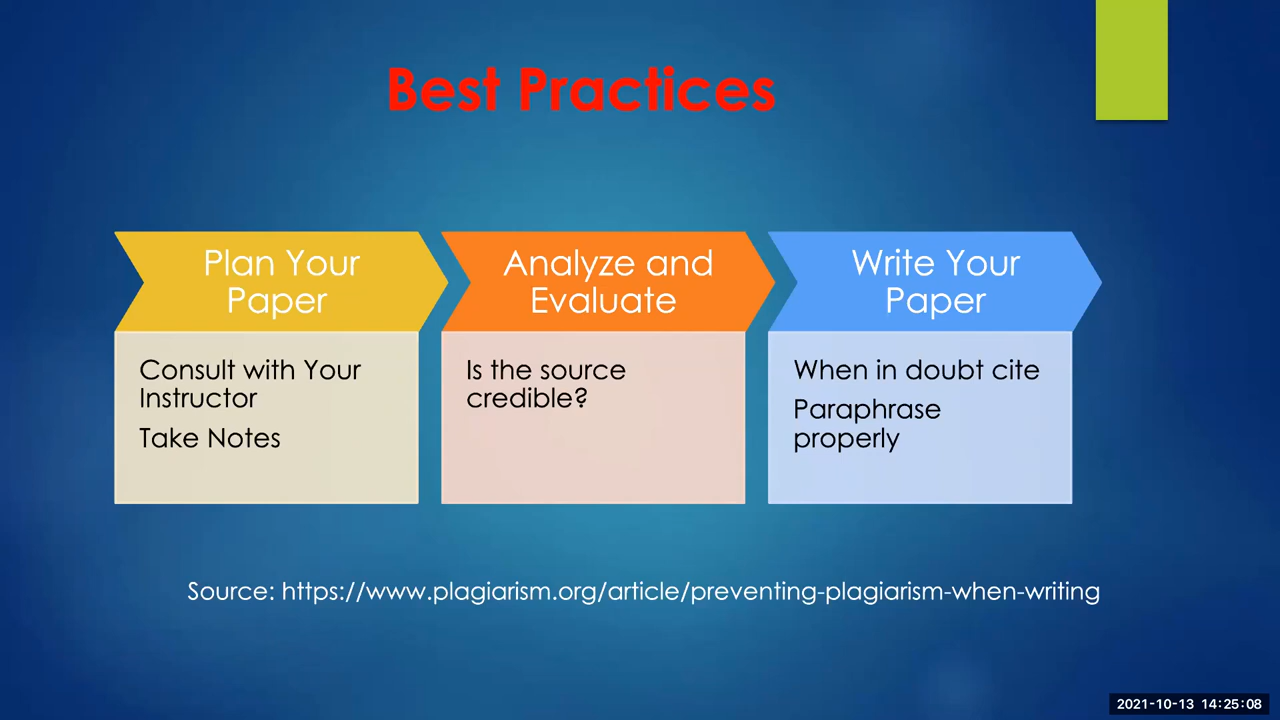 Best Practices
Plan Your
Paper
Consult with Your
Instructor
Take Notes
Analyze and
Evaluate
Is the source
credible?
Write Your
Paper
When in doubt cite
Paraphrase
properly
Source: https://www.plagiarism.org/article/preventing-plagiarism-when-writing
2021-10-13 14:25:08